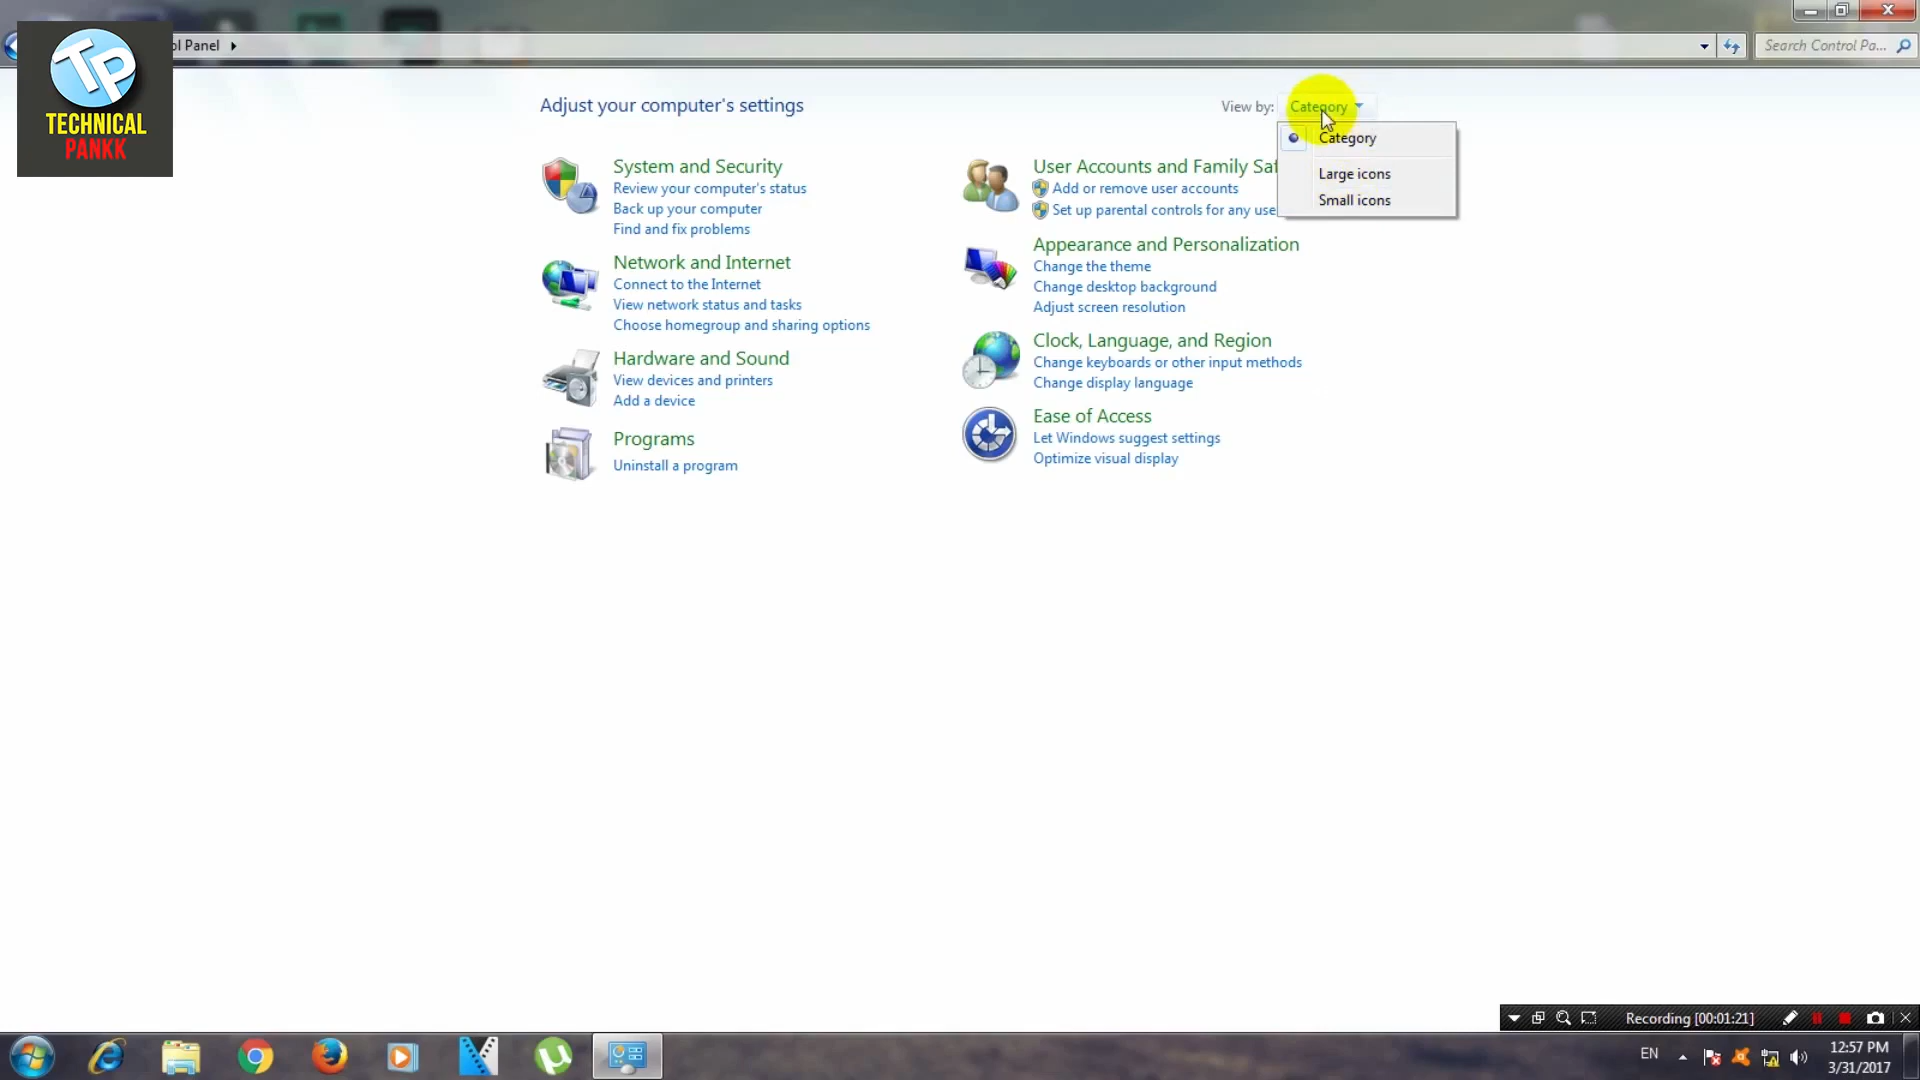 ol Panel
Search Control Pa...
TP
TECHNICAL
PANKK
Adjust your computer's settings
View by: Category
Category
Large icons
Small icons
System and Security
Review your computer's status
Back up your computer
Find and fix problems
Network and Internet
Connect to the Internet
View network status and tasks
Choose homegroup and sharing options
Hardware and Sound
View devices and printers
Add a device
Programs
Uninstall a program
User Accounts and Family Saf
Add or remove user accounts
Set up parental controls for any use
Appearance and Personalization
Change the theme
Change desktop background
Adjust screen resolution
Clock, Language, and Region
Change keyboards or other input methods
Change display language
Ease of Access
Let Windows suggest settings
Optimize visual display
Recording [00:01:21]
EN
12:57 PM
3/31/2017